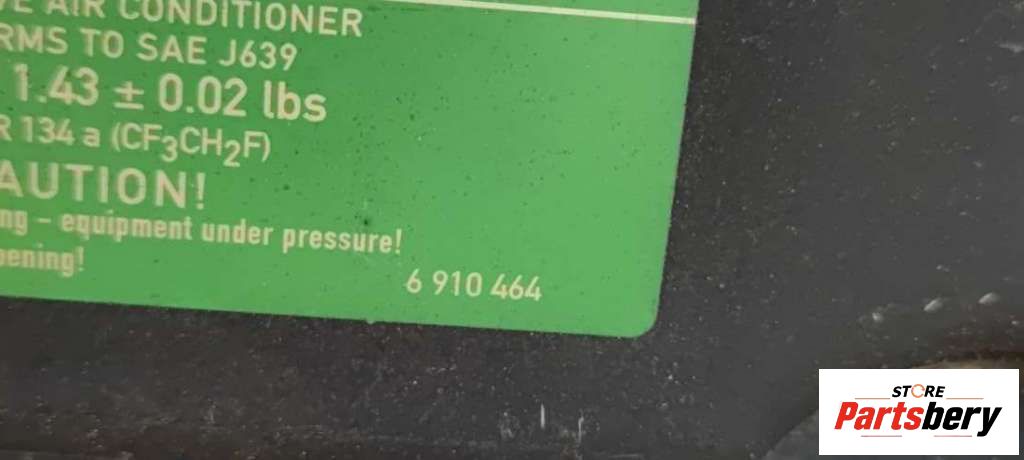 AIR CONDITIONER
TO SAE J639
1.43 ± 0.02 lbs
R 134 a (CF3CH2F)
AUTION!
ng – equipment under pressure!
pening!
6 910 464
STORE
Partsbery